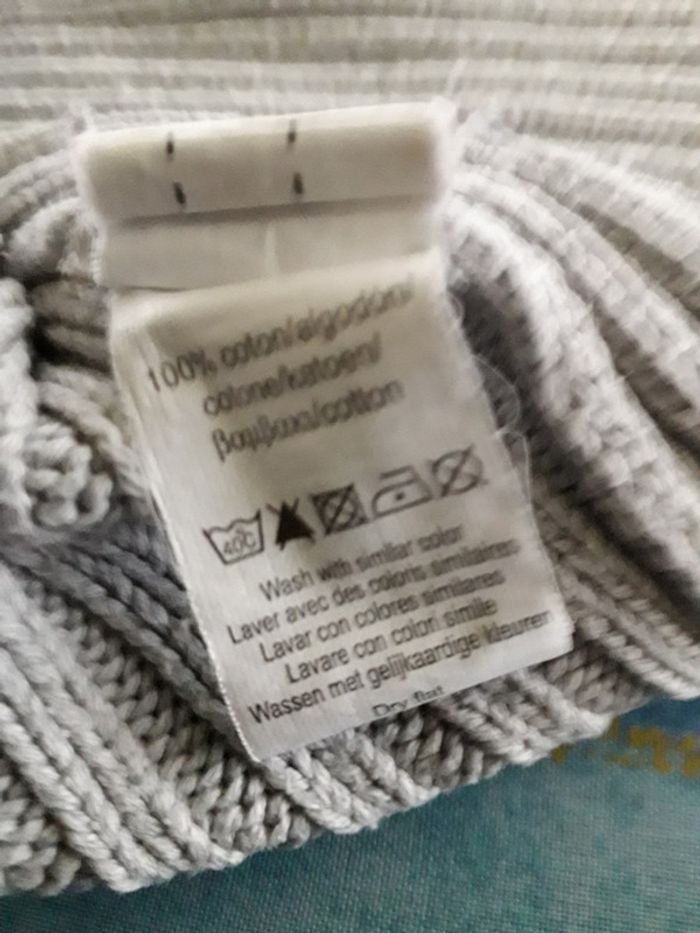 100% coton/algodón/
cotone/katoen/
βαμβακι/cotton
40C
Wash with similar color
Laver avec des coloris similaires
Lavar con colores similares
Lavare con colori simile
Wassen met gelijkaardige kleuren
Dry flat